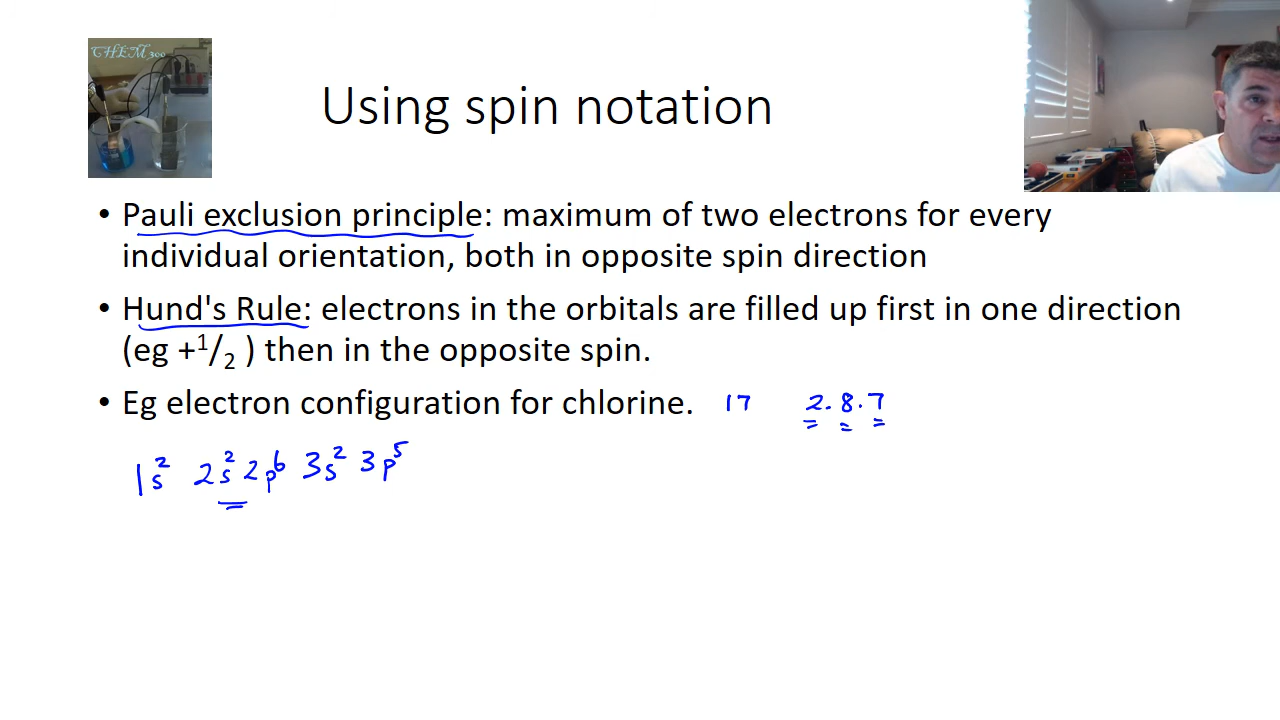 CHEM300
Using spin notation
• Pauli exclusion principle: maximum of two electrons for every
individual orientation, both in opposite spin direction
• Hund's Rule: electrons in the orbitals are filled up first in one direction
(eg +1/2 ) then in the opposite spin.
• Eg electron configuration for chlorine. 17 2.8.7
1s² 2s² 2p⁶ 3s² 3p⁵